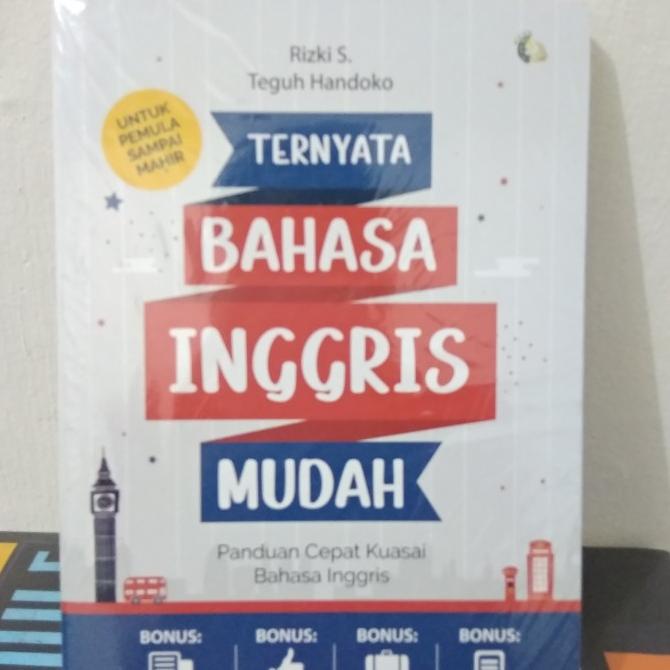 Rizki S.
Teguh Handoko
UNTUK
PEMULA
SAMPAI
MAHIR
TERNYATA
BAHASA
INGGRIS
MUDAH
Panduan Cepat Kuasai
Bahasa Inggris
BONUS: BONUS: BONUS: BONUS: